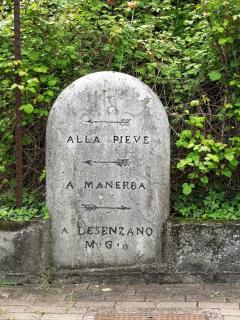 ALLA PIEVE
A MANERBA
A DESENZANO
M·G·